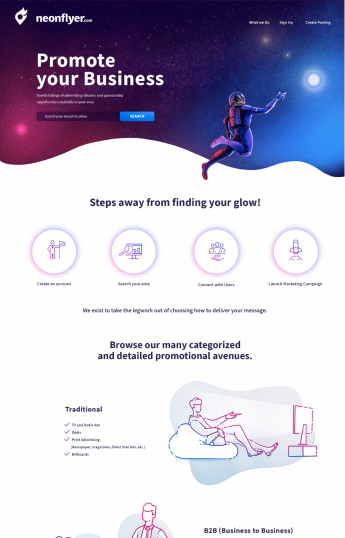 neonflyer.com
What we Do Sign Up Create Posting
Promote
your Business
Search listings of advertising streams and sponsorship
opportunities available in your area.
Search your target location SEARCH
Steps away from finding your glow!
Create an account Search your area Connect with Users Launch Marketing Campaign
We exist to take the legwork out of choosing how to deliver your message.
Browse our many categorized
and detailed promotional avenues.
Traditional
TV and Radio Ads
Radio
Print Advertising
(Newspaper, magazines, Direct Mail Ads, etc.)
Billboards
B2B (Business to Business)